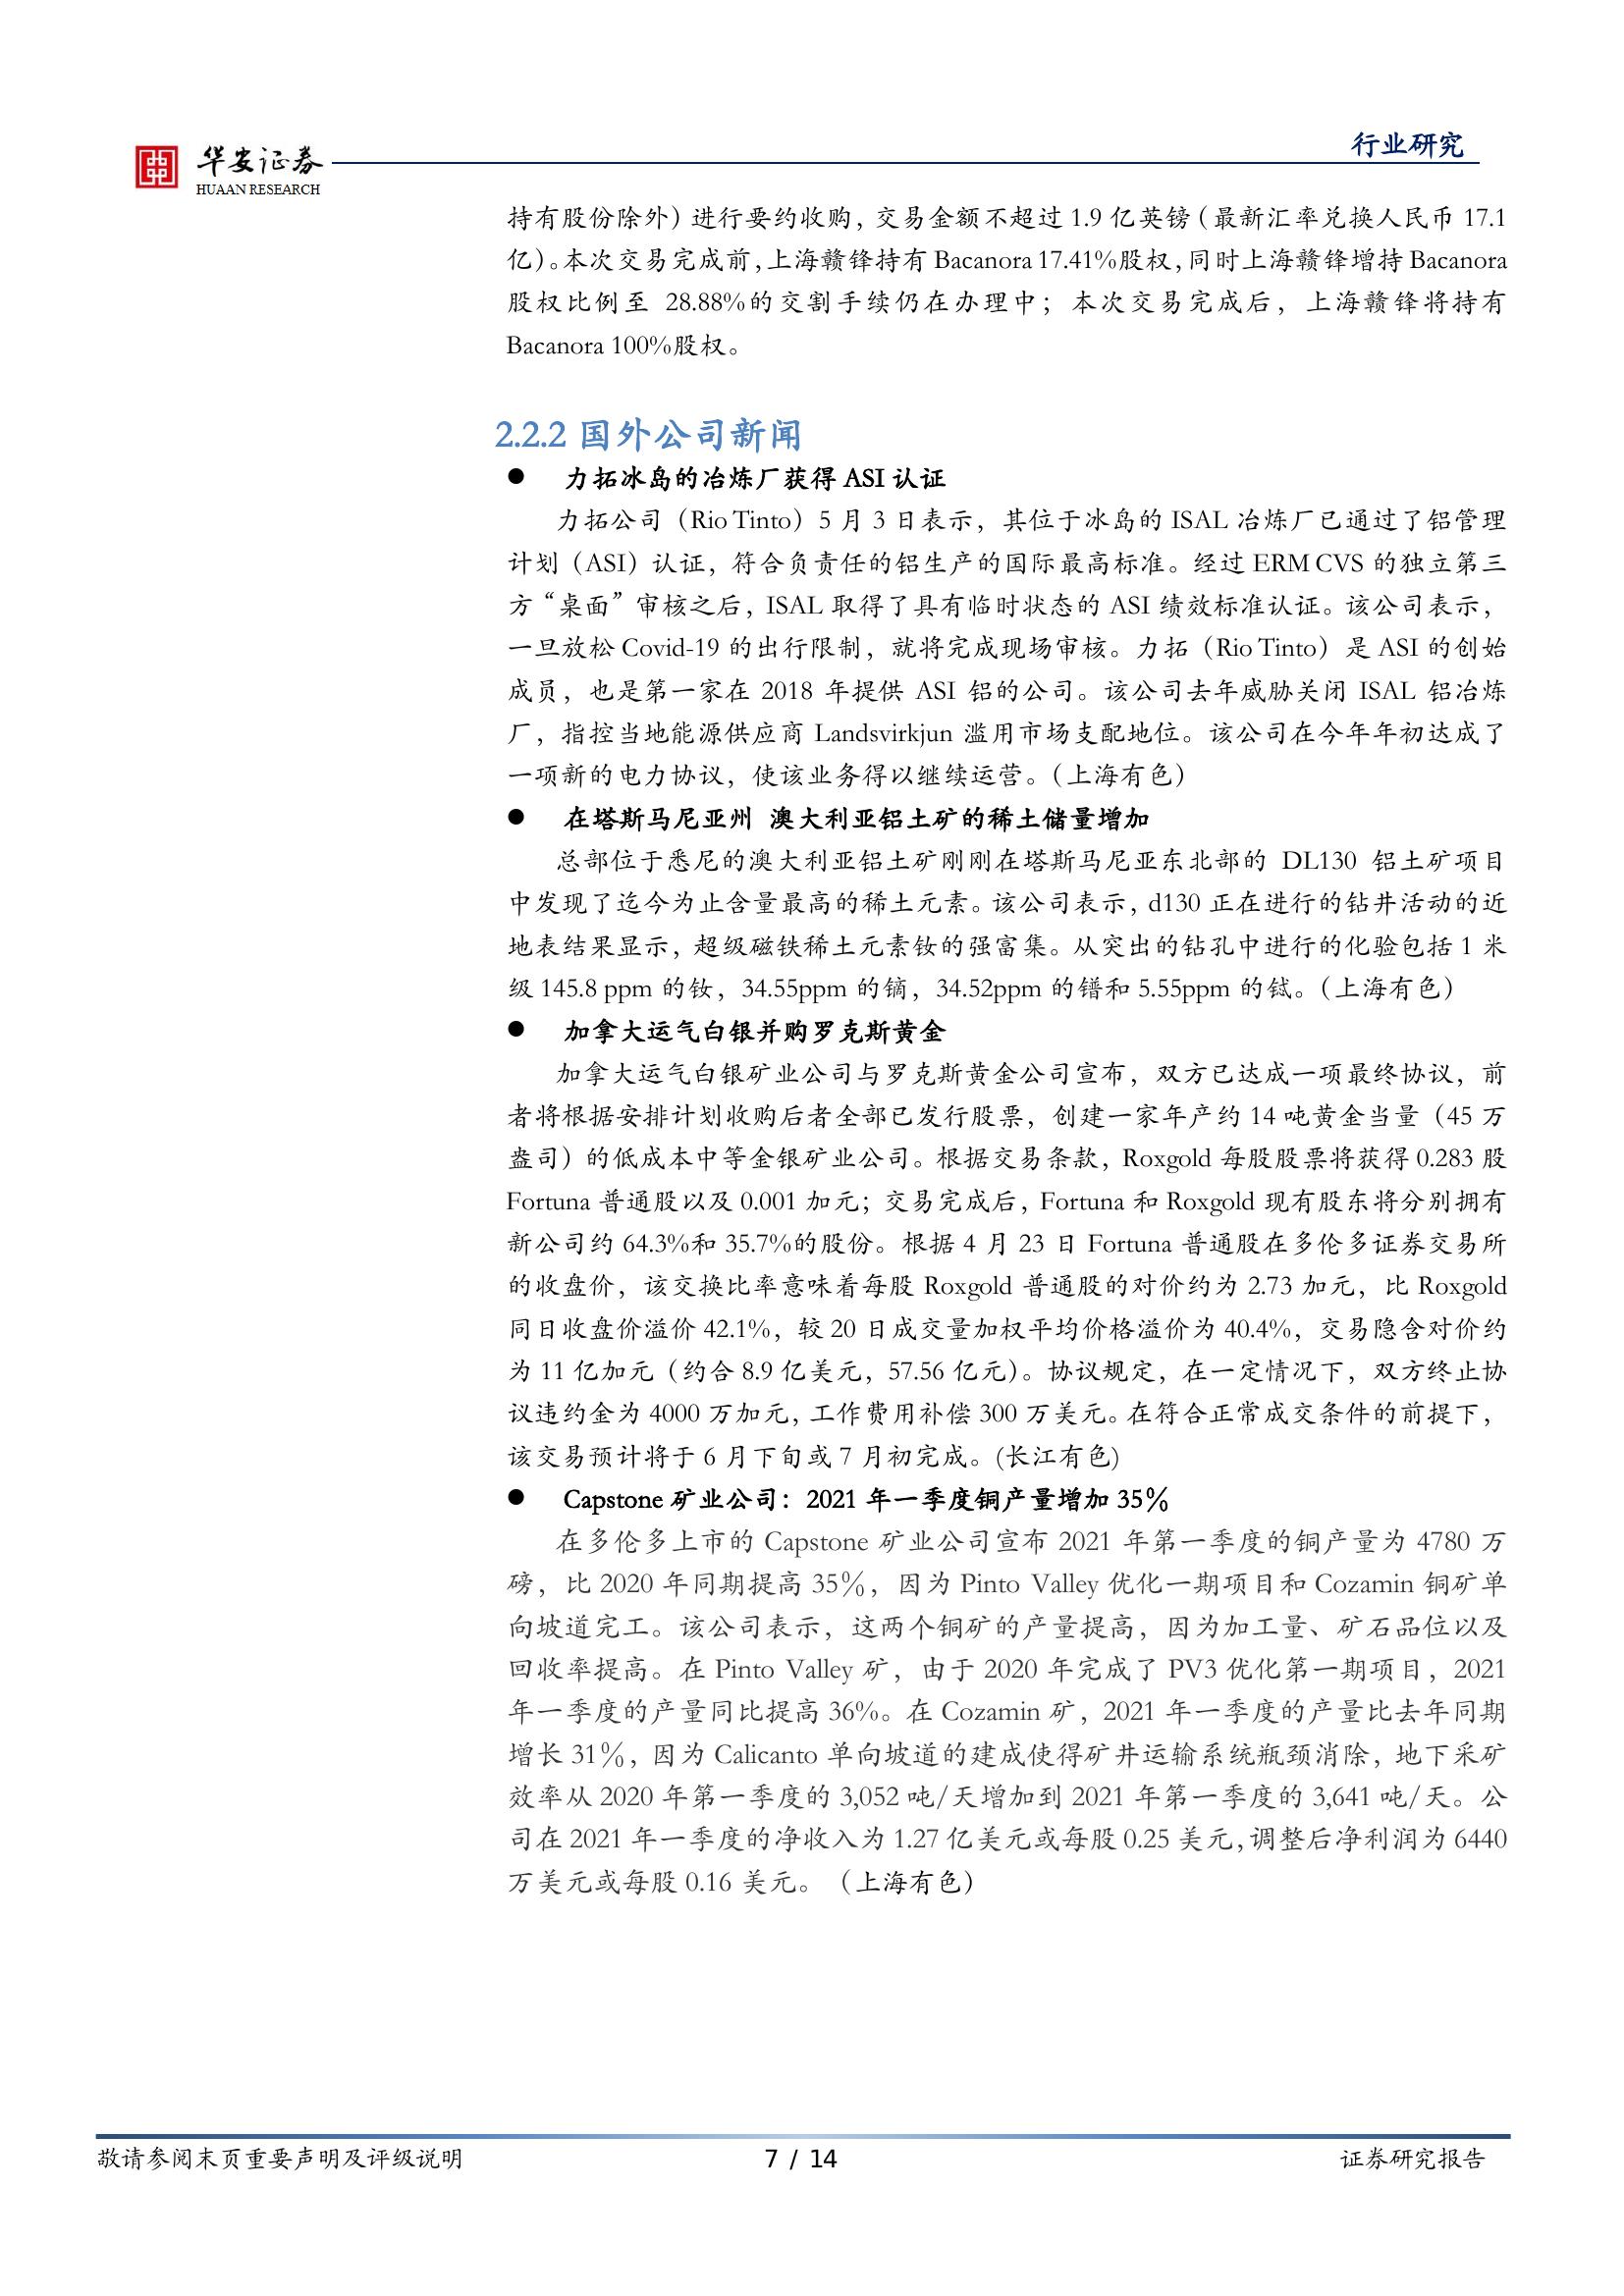 华安证券
HUAAN RESEARCH
行业研究
持有股份除外）进行要约收购，交易金额不超过 1.9 亿英镑（最新汇率兑换人民币 17.1
亿）。本次交易完成前，上海赣锋持有 Bacanora 17.41%股权，同时上海赣锋增持 Bacanora
股权比例至 28.88%的交割手续仍在办理中；本次交易完成后，上海赣锋将持有
Bacanora 100%股权。
2.2.2 国外公司新闻
● 力拓冰岛的冶炼厂获得 ASI 认证
力拓公司（Rio Tinto）5 月 3 日表示，其位于冰岛的 ISAL 冶炼厂已通过了铝管理
计划（ASI）认证，符合负责任的铝生产的国际最高标准。经过 ERM CVS 的独立第三
方“桌面”审核之后，ISAL 取得了具有临时状态的 ASI 绩效标准认证。该公司表示，
一旦放松 Covid-19 的出行限制，就将完成现场审核。力拓（Rio Tinto）是 ASI 的创始
成员，也是第一家在 2018 年提供 ASI 铝的公司。该公司去年威胁关闭 ISAL 铝冶炼
厂，指控当地能源供应商 Landsvirkjun 滥用市场支配地位。该公司在今年年初达成了
一项新的电力协议，使该业务得以继续运营。（上海有色）
● 在塔斯马尼亚州 澳大利亚铝土矿的稀土储量增加
总部位于悉尼的澳大利亚铝土矿刚刚在塔斯马尼亚东北部的 DL130 铝土矿项目
中发现了迄今为止含量最高的稀土元素。该公司表示，d130 正在进行的钻井活动的近
地表结果显示，超级磁铁稀土元素钕的强富集。从突出的钻孔中进行的化验包括 1 米
级 145.8 ppm 的钕，34.55ppm 的镝，34.52ppm 的镨和 5.55ppm 的铽。（上海有色）
● 加拿大运气白银并购罗克斯黄金
加拿大运气白银矿业公司与罗克斯黄金公司宣布，双方已达成一项最终协议，前
者将根据安排计划收购后者全部已发行股票，创建一家年产约 14 吨黄金当量（45 万
盎司）的低成本中等金银矿业公司。根据交易条款，Roxgold 每股股票将获得 0.283 股
Fortuna 普通股以及 0.001 加元；交易完成后，Fortuna 和 Roxgold 现有股东将分别拥有
新公司约 64.3%和 35.7%的股份。根据 4 月 23 日 Fortuna 普通股在多伦多证券交易所
的收盘价，该交换比率意味着每股 Roxgold 普通股的对价约为 2.73 加元，比 Roxgold
同日收盘价溢价 42.1%，较 20 日成交量加权平均价格溢价为 40.4%，交易隐含对价约
为 11 亿加元（约合 8.9 亿美元，57.56 亿元）。协议规定，在一定情况下，双方终止协
议违约金为 4000 万加元，工作费用补偿 300 万美元。在符合正常成交条件的前提下，
该交易预计将于 6 月下旬或 7 月初完成。(长江有色)
● Capstone 矿业公司：2021 年一季度铜产量增加 35％
在多伦多上市的 Capstone 矿业公司宣布 2021 年第一季度的铜产量为 4780 万
磅，比 2020 年同期提高 35％，因为 Pinto Valley 优化一期项目和 Cozamin 铜矿单
向坡道完工。该公司表示，这两个铜矿的产量提高，因为加工量、矿石品位以及
回收率提高。在 Pinto Valley 矿，由于 2020 年完成了 PV3 优化第一期项目，2021
年一季度的产量同比提高 36%。在 Cozamin 矿，2021 年一季度的产量比去年同期
增长 31％，因为 Calicanto 单向坡道的建成使得矿井运输系统瓶颈消除，地下采矿
效率从 2020 年第一季度的 3,052 吨/天增加到 2021 年第一季度的 3,641 吨/天。公
司在 2021 年一季度的净收入为 1.27 亿美元或每股 0.25 美元，调整后净利润为 6440
万美元或每股 0.16 美元。（上海有色）
敬请参阅末页重要声明及评级说明
7 / 14
证券研究报告